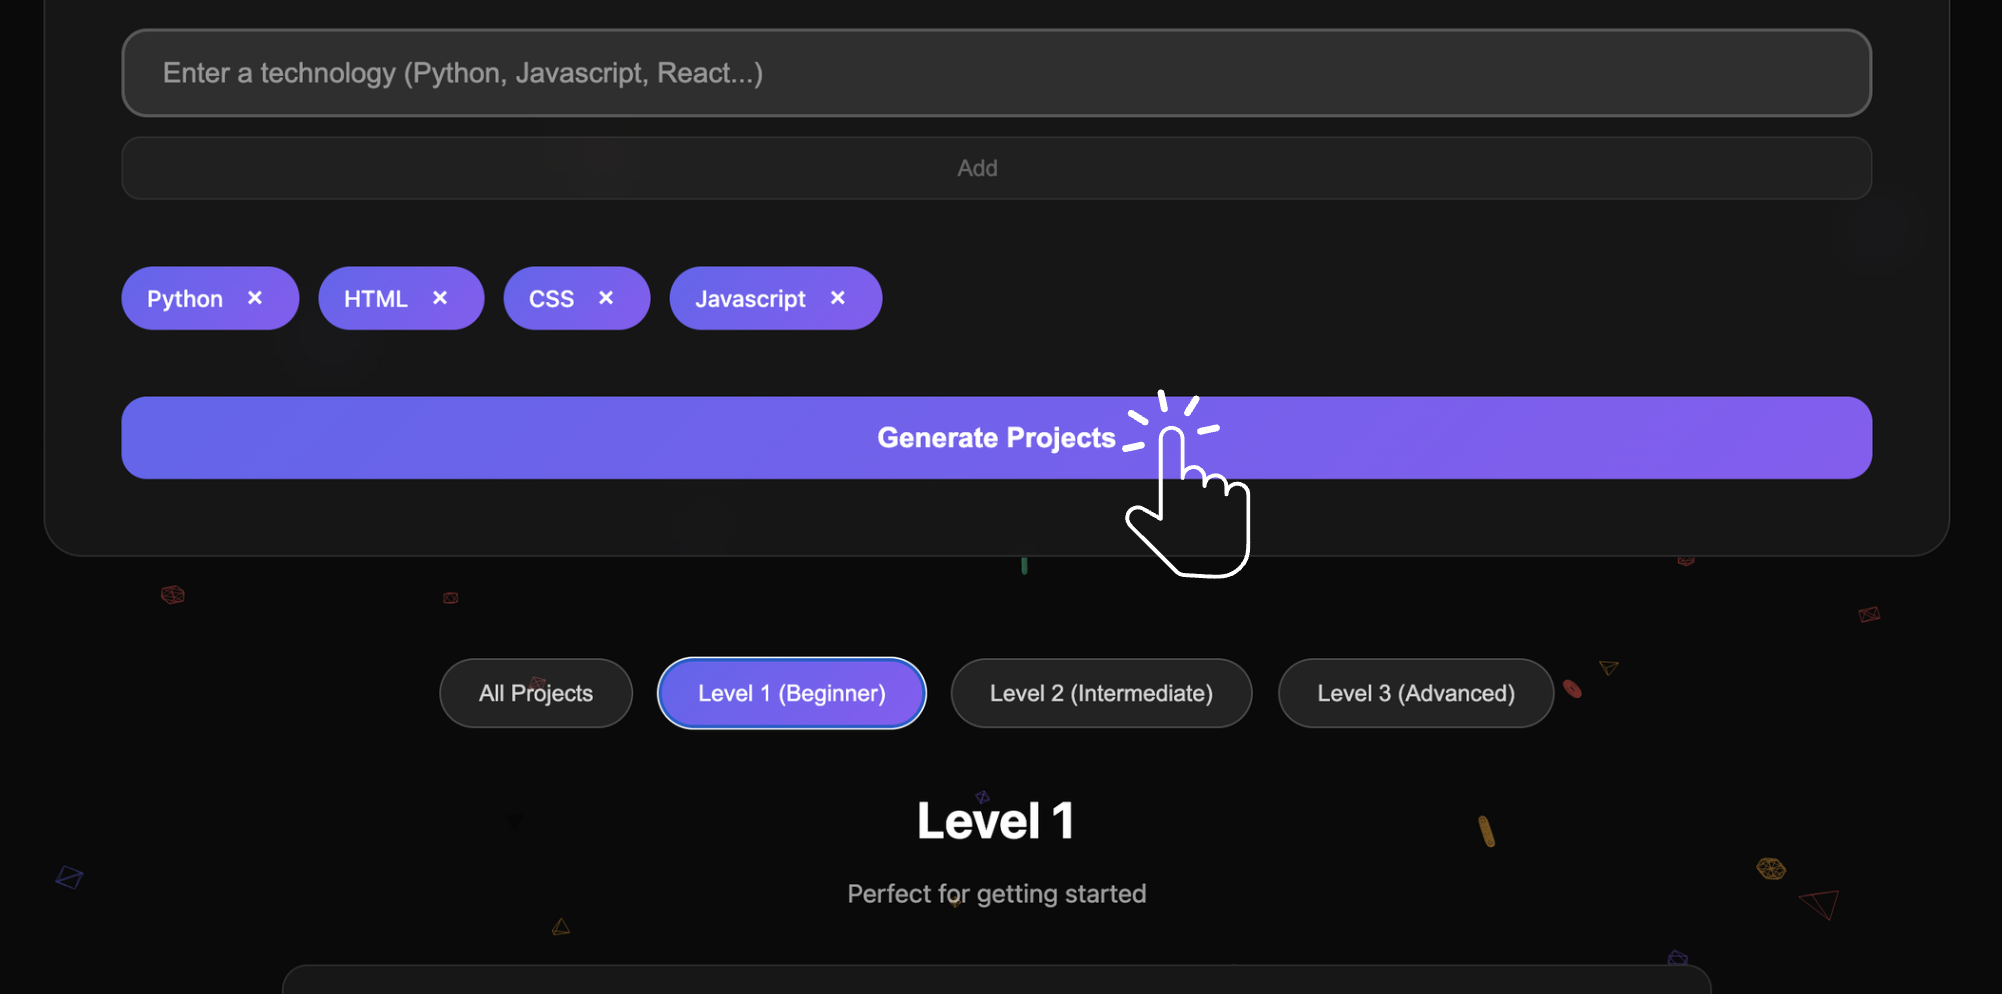 Enter a technology (Python, Javascript, React...)
Add
Python ×
HTML ×
CSS ×
Javascript ×
Generate Projects
All Projects
Level 1 (Beginner)
Level 2 (Intermediate)
Level 3 (Advanced)
Level 1
Perfect for getting started